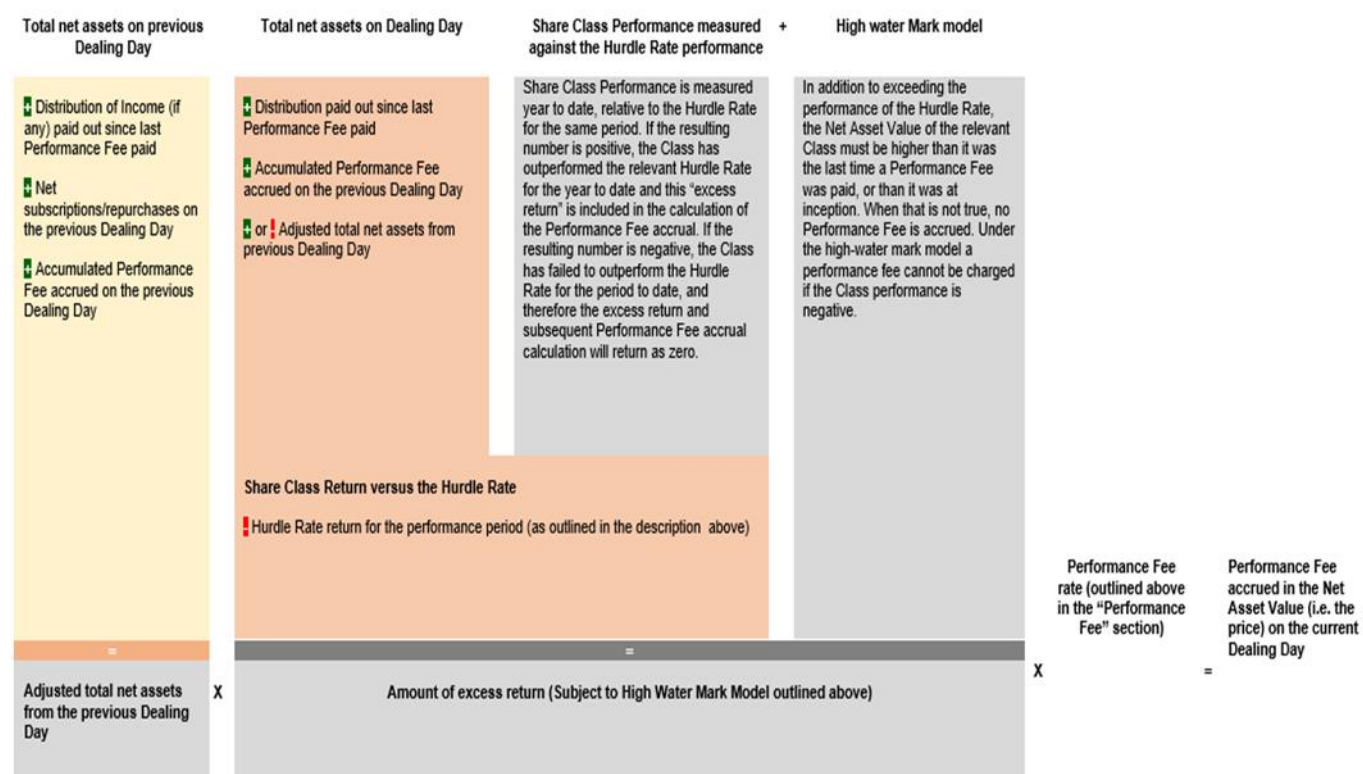 Total net assets on previous
Dealing Day
Total net assets on Dealing Day
Share Class Performance measured
against the Hurdle Rate performance
+
High water Mark model
+ Distribution of Income (if
any) paid out since last
Performance Fee paid
+ Net
subscriptions/repurchases on
the previous Dealing Day
+ Accumulated Performance
Fee accrued on the previous
Dealing Day
+ Distribution paid out since last
Performance Fee paid
+ Accumulated Performance Fee
accrued on the previous Dealing Day
+ or ! Adjusted total net assets from
previous Dealing Day
Share Class Performance is measured
year to date, relative to the Hurdle Rate
for the same period. If the resulting
number is positive, the Class has
outperformed the relevant Hurdle Rate
for the year to date and this “excess
return” is included in the calculation of
the Performance Fee accrual. If the
resulting number is negative, the Class
has failed to outperform the Hurdle
Rate for the period to date, and
therefore the excess return and
subsequent Performance Fee accrual
calculation will return as zero.
In addition to exceeding the
performance of the Hurdle Rate,
the Net Asset Value of the relevant
Class must be higher than it was
the last time a Performance Fee
was paid, or than it was at
inception. When that is not true, no
Performance Fee is accrued. Under
the high-water mark model a
performance fee cannot be charged
if the Class performance is
negative.
Share Class Return versus the Hurdle Rate
! Hurdle Rate return for the performance period (as outlined in the description above)
=
=
Adjusted total net assets
from the previous Dealing
Day
X
Amount of excess return (Subject to High Water Mark Model outlined above)
X
Performance Fee
rate (outlined above
in the “Performance
Fee” section)
=
Performance Fee
accrued in the Net
Asset Value (i.e. the
price) on the current
Dealing Day